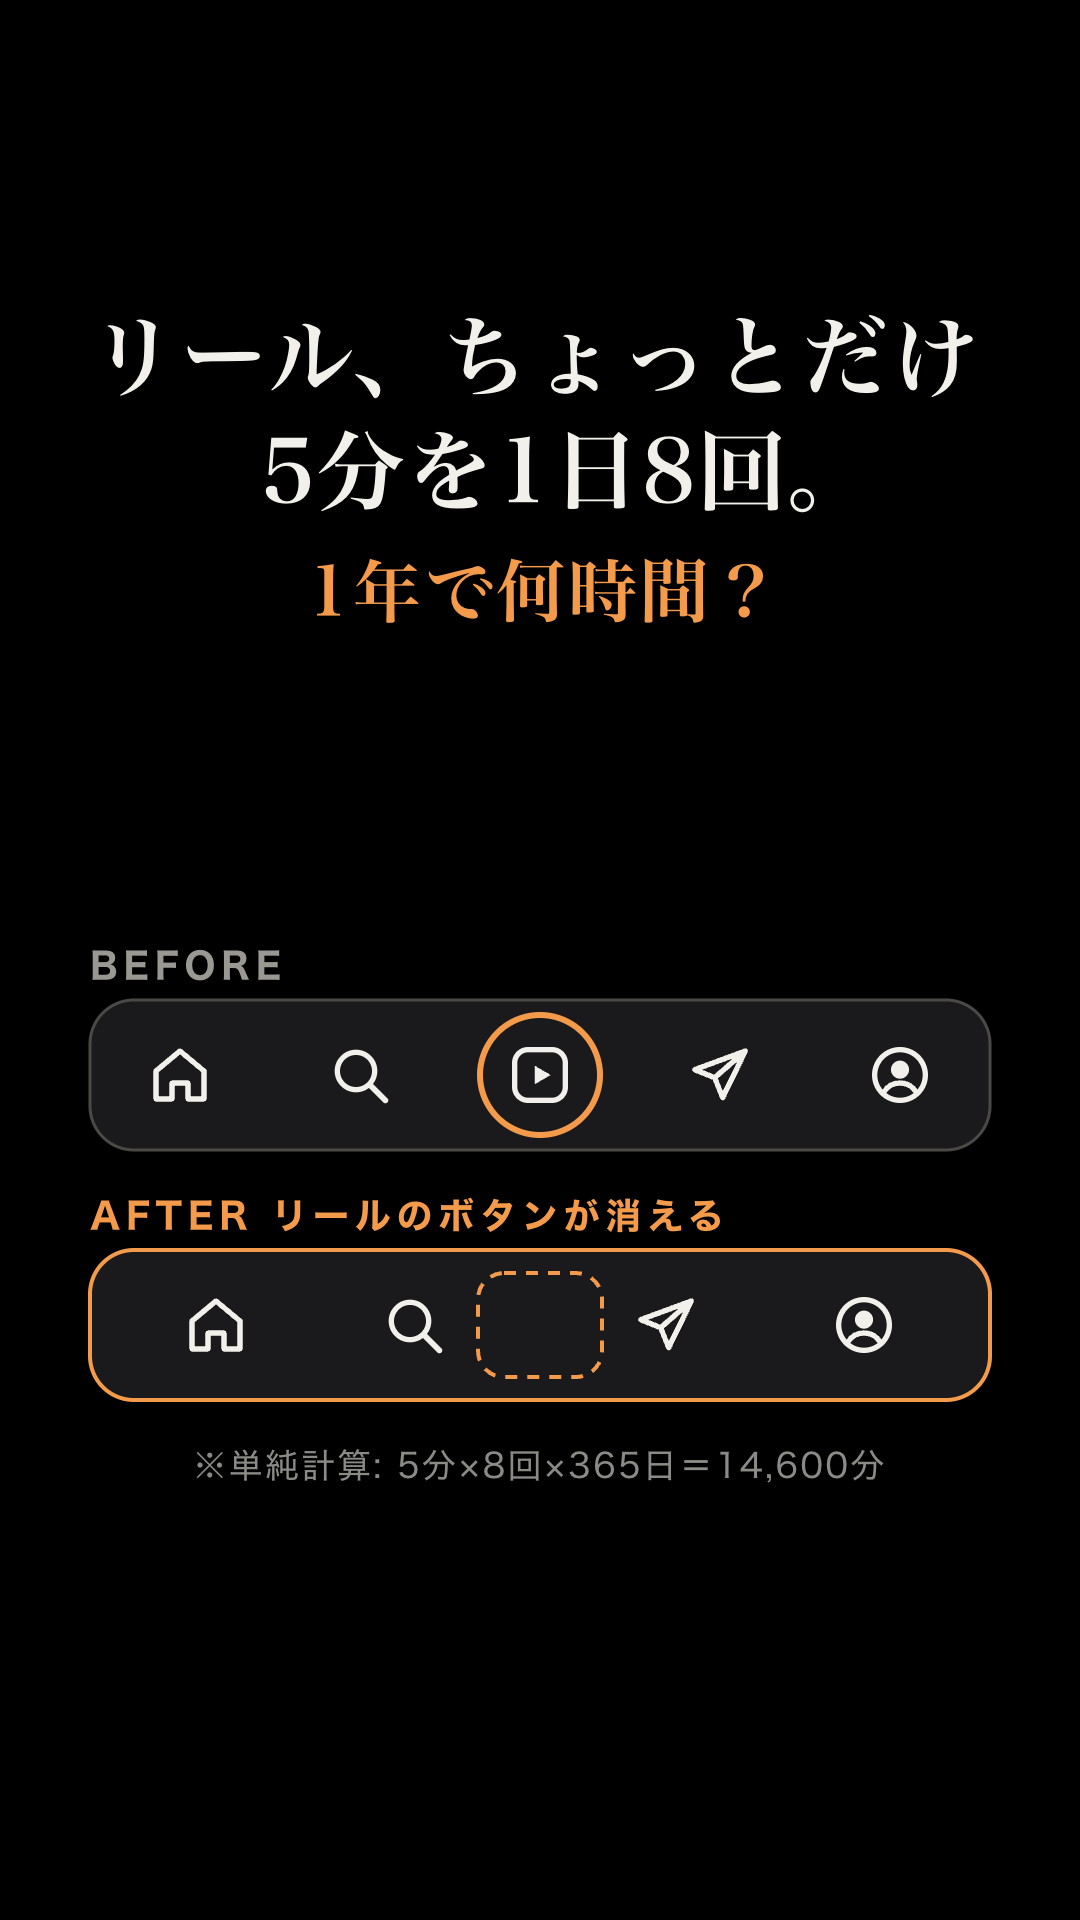 リール、ちょっとだけ
5分を1日8回。
1年で何時間？
BEFORE
AFTER リールのボタンが消える
※単純計算: 5分×8回×365日＝14,600分